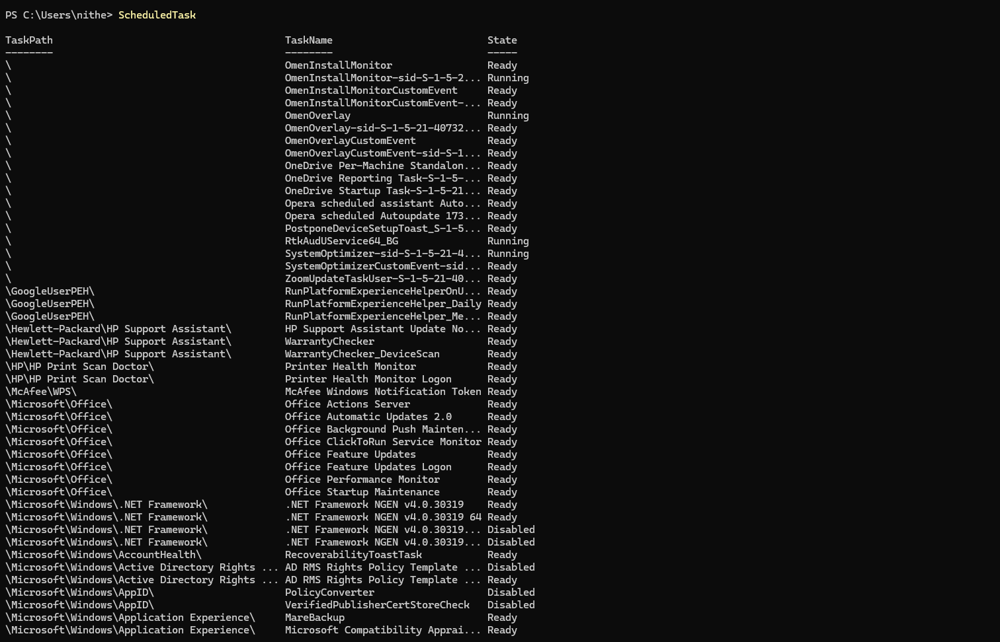 PS C:\Users\nithe> ScheduledTask
TaskPath TaskName State
-------- -------- -----
\ OmenInstallMonitor Ready
\ OmenInstallMonitor-sid-S-1-5-2... Running
\ OmenInstallMonitorCustomEvent Ready
\ OmenInstallMonitorCustomEvent-... Ready
\ OmenOverlay Running
\ OmenOverlay-sid-S-1-5-21-40732... Ready
\ OmenOverlayCustomEvent Ready
\ OmenOverlayCustomEvent-sid-S-1... Ready
\ OneDrive Per-Machine Standalon... Ready
\ OneDrive Reporting Task-S-1-5-... Ready
\ OneDrive Startup Task-S-1-5-21... Ready
\ Opera scheduled assistant Auto... Ready
\ Opera scheduled Autoupdate 173... Ready
\ PostponeDeviceSetupToast_S-1-5... Ready
\ RtkAudUService64_BG Running
\ SystemOptimizer-sid-S-1-5-21-4... Running
\ SystemOptimizerCustomEvent-sid... Ready
\ ZoomUpdateTaskUser-S-1-5-21-40... Ready
\GoogleUserPEH\ RunPlatformExperienceHelperOnU... Ready
\GoogleUserPEH\ RunPlatformExperienceHelper_Daily Ready
\GoogleUserPEH\ RunPlatformExperienceHelper_Me... Ready
\Hewlett-Packard\HP Support Assistant\ HP Support Assistant Update No... Ready
\Hewlett-Packard\HP Support Assistant\ WarrantyChecker Ready
\Hewlett-Packard\HP Support Assistant\ WarrantyChecker_DeviceScan Ready
\HP\HP Print Scan Doctor\ Printer Health Monitor Ready
\HP\HP Print Scan Doctor\ Printer Health Monitor Logon Ready
\McAfee\WPS\ McAfee Windows Notification Token Ready
\Microsoft\Office\ Office Actions Server Ready
\Microsoft\Office\ Office Automatic Updates 2.0 Ready
\Microsoft\Office\ Office Background Push Mainten... Ready
\Microsoft\Office\ Office ClickToRun Service Monitor Ready
\Microsoft\Office\ Office Feature Updates Ready
\Microsoft\Office\ Office Feature Updates Logon Ready
\Microsoft\Office\ Office Performance Monitor Ready
\Microsoft\Office\ Office Startup Maintenance Ready
\Microsoft\Windows\.NET Framework\ .NET Framework NGEN v4.0.30319 Ready
\Microsoft\Windows\.NET Framework\ .NET Framework NGEN v4.0.30319 64 Ready
\Microsoft\Windows\.NET Framework\ .NET Framework NGEN v4.0.30319... Disabled
\Microsoft\Windows\.NET Framework\ .NET Framework NGEN v4.0.30319... Disabled
\Microsoft\Windows\AccountHealth\ RecoverabilityToastTask Ready
\Microsoft\Windows\Active Directory Rights ... AD RMS Rights Policy Template ... Disabled
\Microsoft\Windows\Active Directory Rights ... AD RMS Rights Policy Template ... Ready
\Microsoft\Windows\AppID\ PolicyConverter Disabled
\Microsoft\Windows\AppID\ VerifiedPublisherCertStoreCheck Disabled
\Microsoft\Windows\Application Experience\ MareBackup Ready
\Microsoft\Windows\Application Experience\ Microsoft Compatibility Apprai... Ready